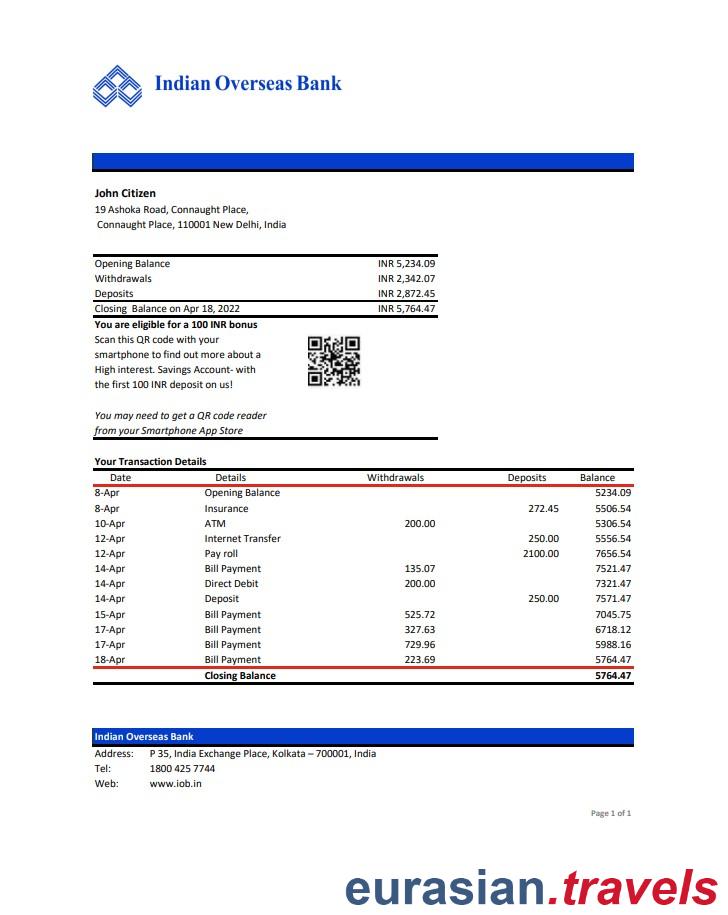 Indian Overseas Bank
John Citizen
19 Ashoka Road, Connaught Place,
Connaught Place, 110001 New Delhi, India
Opening Balance INR 5,234.09
Withdrawals INR 2,342.07
Deposits INR 2,872.45
Closing Balance on Apr 18, 2022 INR 5,764.47
You are eligible for a 100 INR bonus
Scan this QR code with your
smartphone to find out more about a
High interest. Savings Account- with
the first 100 INR deposit on us!
You may need to get a QR code reader
from your Smartphone App Store
Your Transaction Details
Date Details Withdrawals Deposits Balance
8-Apr Opening Balance 5234.09
8-Apr Insurance 272.45 5506.54
10-Apr ATM 200.00 5306.54
12-Apr Internet Transfer 250.00 5556.54
12-Apr Pay roll 2100.00 7656.54
14-Apr Bill Payment 135.07 7521.47
14-Apr Direct Debit 200.00 7321.47
14-Apr Deposit 250.00 7571.47
15-Apr Bill Payment 525.72 7045.75
17-Apr Bill Payment 327.63 6718.12
17-Apr Bill Payment 729.96 5988.16
18-Apr Bill Payment 223.69 5764.47
Closing Balance 5764.47
Indian Overseas Bank
Address: P 35, India Exchange Place, Kolkata – 700001, India
Tel: 1800 425 7744
Web: www.iob.in
Page 1 of 1
eurasian.travels